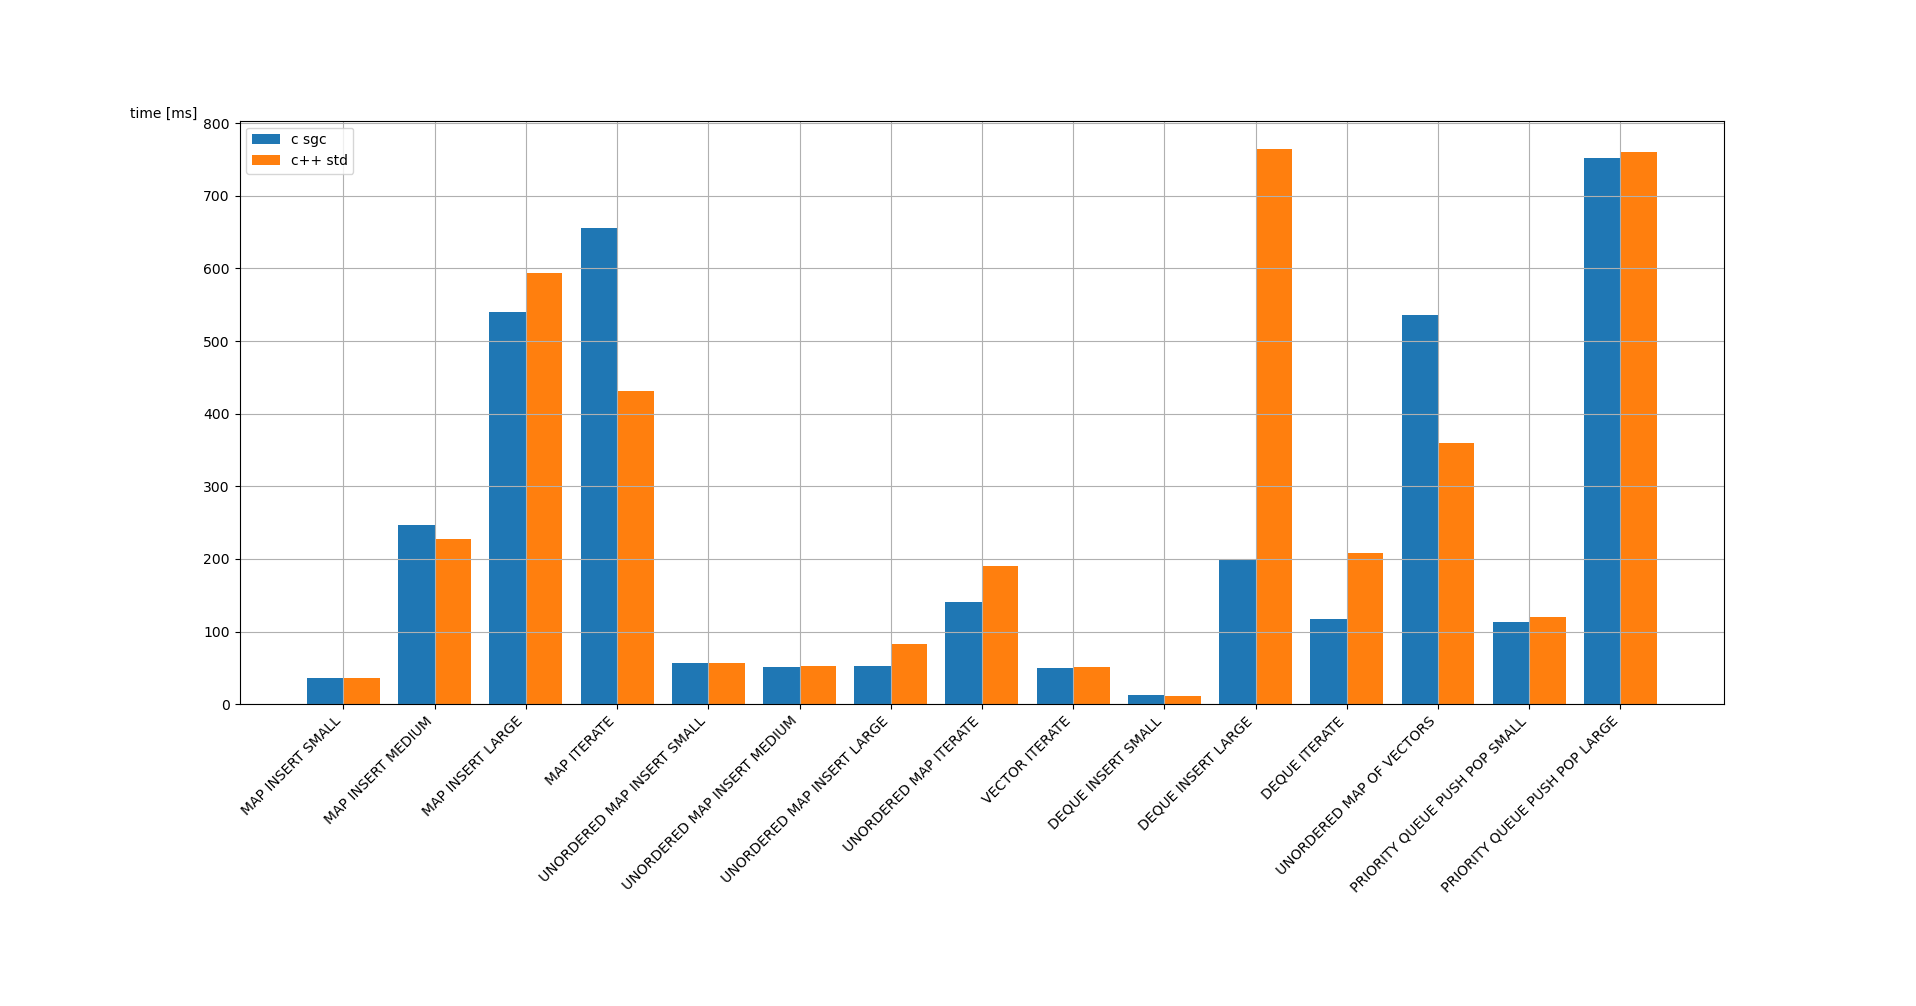 time [ms]
800
700
600
500
400
300
200
100
0
c sgc
c++ std
MAP INSERT SMALL
MAP INSERT MEDIUM
MAP INSERT LARGE
MAP ITERATE
UNORDERED MAP INSERT SMALL
UNORDERED MAP INSERT MEDIUM
UNORDERED MAP INSERT LARGE
UNORDERED MAP ITERATE
VECTOR ITERATE
DEQUE INSERT SMALL
DEQUE INSERT LARGE
DEQUE ITERATE
UNORDERED MAP OF VECTORS
PRIORITY QUEUE PUSH POP SMALL
PRIORITY QUEUE PUSH POP LARGE